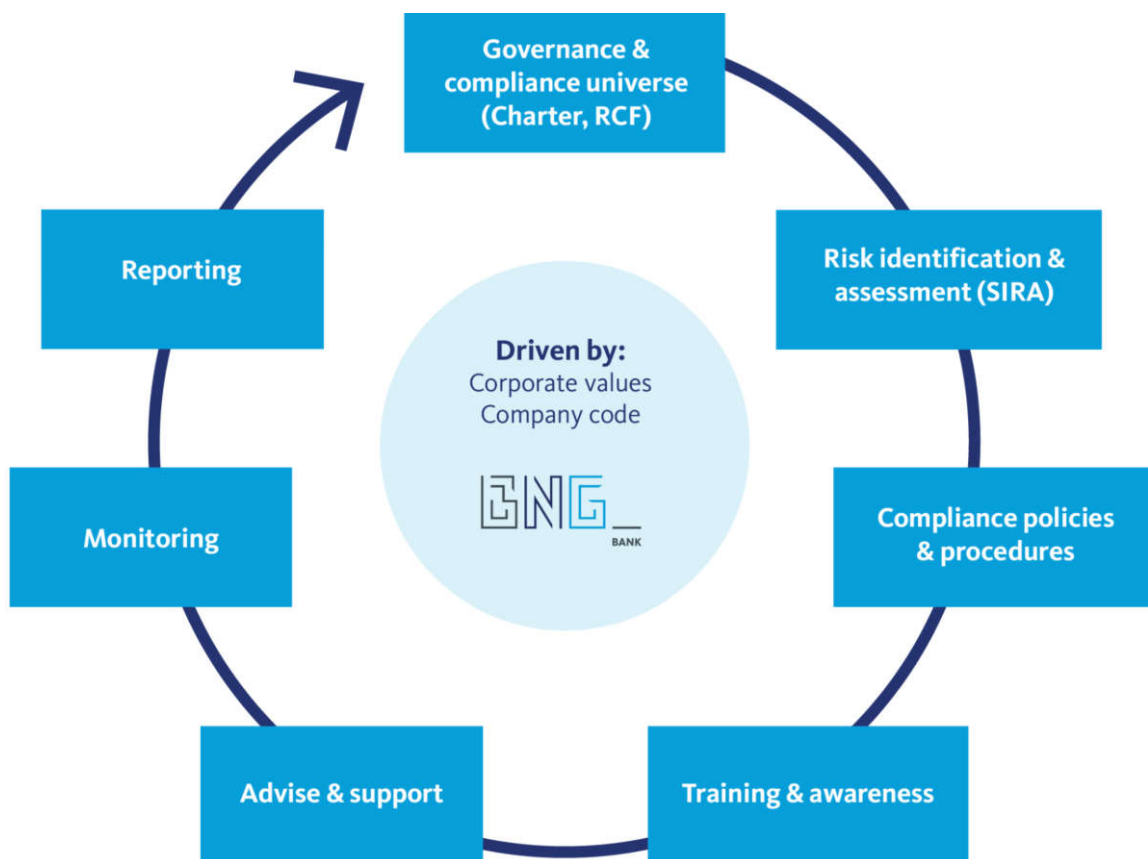 Governance &
compliance universe
(Charter, RCF)
Risk identification &
assessment (SIRA)
Compliance policies
& procedures
Training & awareness
Advise & support
Monitoring
Reporting
Driven by:
Corporate values
Company code
BNG_
BANK